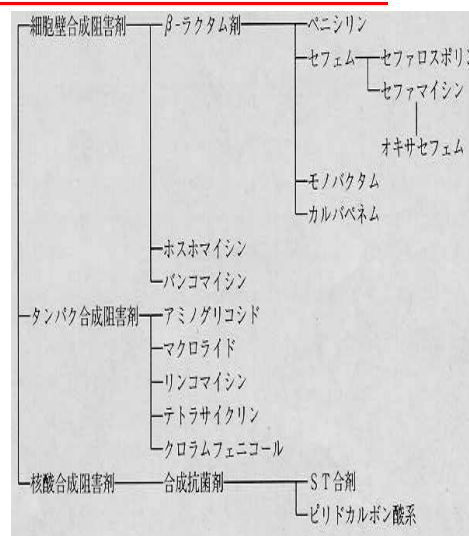 細胞壁合成阻害剤 β-ラクタム剤 ペニシリン
セフェム セファロスポリン
セファマイシン
オキサセフェム
モノバクタム
カルバペネム
ホスホマイシン
バンコマイシン
タンパク合成阻害剤 アミノグリコシド
マクロライド
リンコマイシン
テトラサイクリン
クロラムフェニコール
核酸合成阻害剤 合成抗菌剤 ST合剤
ピリドカルボン酸系